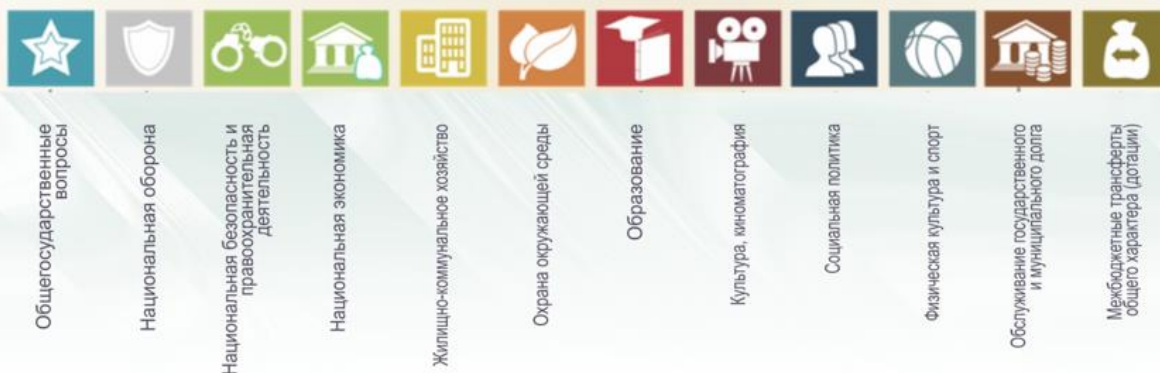 Общегосударственные
вопросы
Национальная оборона
Национальная безопасность и
правоохранительная
деятельность
Национальная экономика
Жилищно-коммунальное хозяйство
Охрана окружающей среды
Образование
Культура, киноматография
Социальная политика
Физическая культура и спорт
Обслуживание государственного
и муниципального долга
Межбюджетные трансферты
общего характера (дотации)